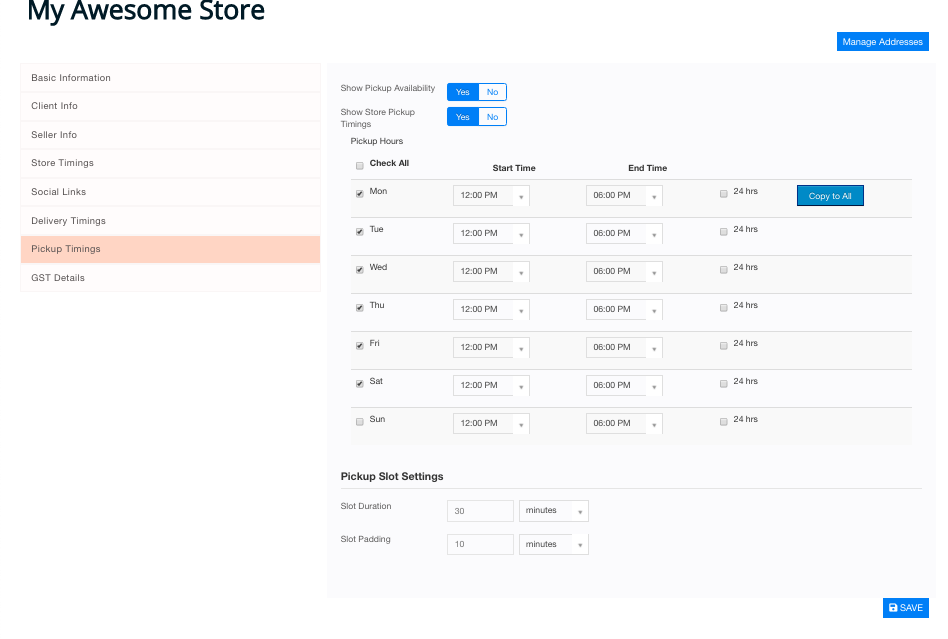 My Awesome Store
Manage Addresses
Basic Information
Client Info
Seller Info
Store Timings
Social Links
Delivery Timings
Pickup Timings
GST Details
Show Pickup Availability Yes No
Show Store Pickup
Timings Yes No
Pickup Hours
Check All Start Time End Time
Mon 12:00 PM 06:00 PM 24 hrs Copy to All
Tue 12:00 PM 06:00 PM 24 hrs
Wed 12:00 PM 06:00 PM 24 hrs
Thu 12:00 PM 06:00 PM 24 hrs
Fri 12:00 PM 06:00 PM 24 hrs
Sat 12:00 PM 06:00 PM 24 hrs
Sun 12:00 PM 06:00 PM 24 hrs
Pickup Slot Settings
Slot Duration 30 minutes
Slot Padding 10 minutes
SAVE